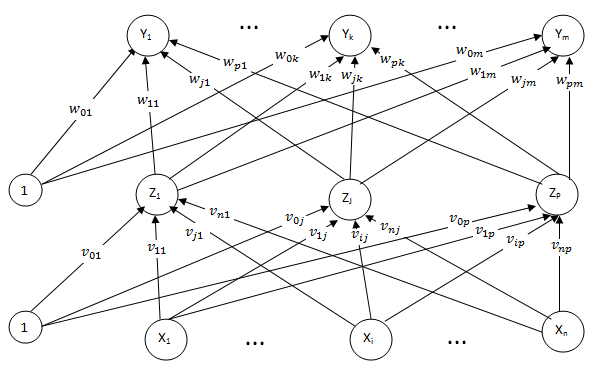 ... ...
Y1 Yk Ym
w01 w11 wp1 wj1 w0k w1k wjk wpk w0m w1m wjm wpm
1 Z1 Zj Zp
v01 v11 vj1 vn1 v0j v1j vij vnj v0p v1p vip vnp
1 X1 ... Xi ... Xn